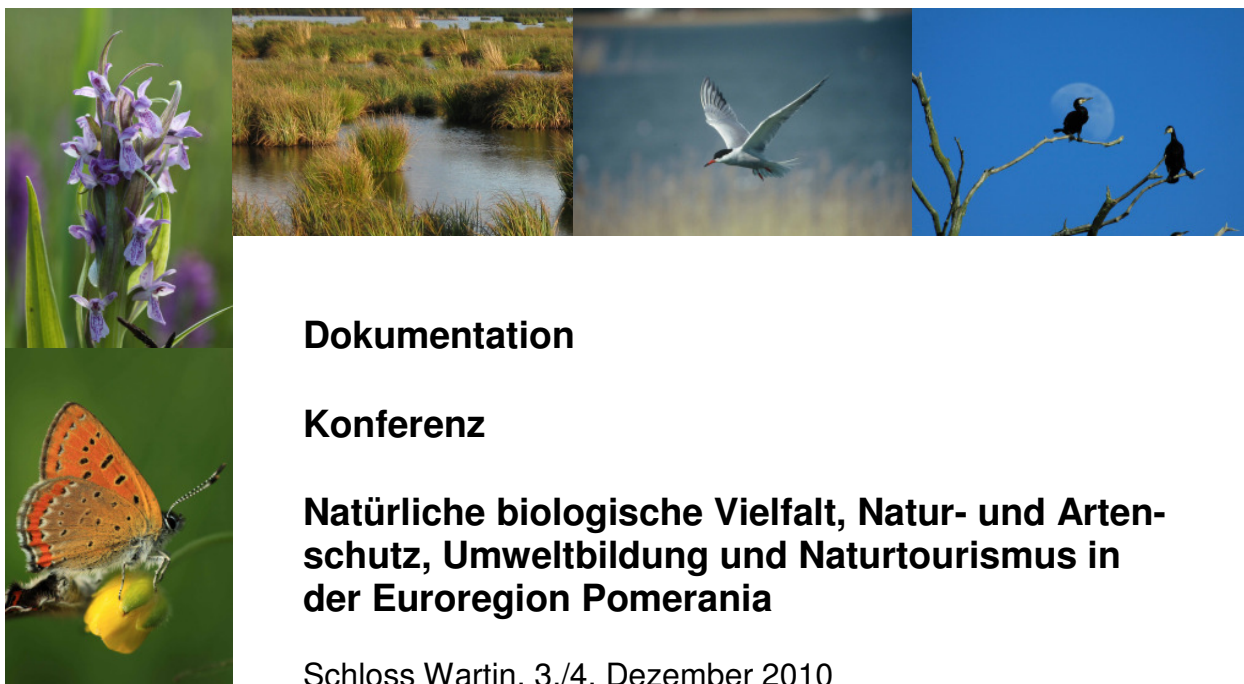 Dokumentation
Konferenz
Natürliche biologische Vielfalt, Natur- und Arten-
schutz, Umweltbildung und Naturtourismus in
der Euroregion Pomerania
Schloss Wartin, 3./4. Dezember 2010